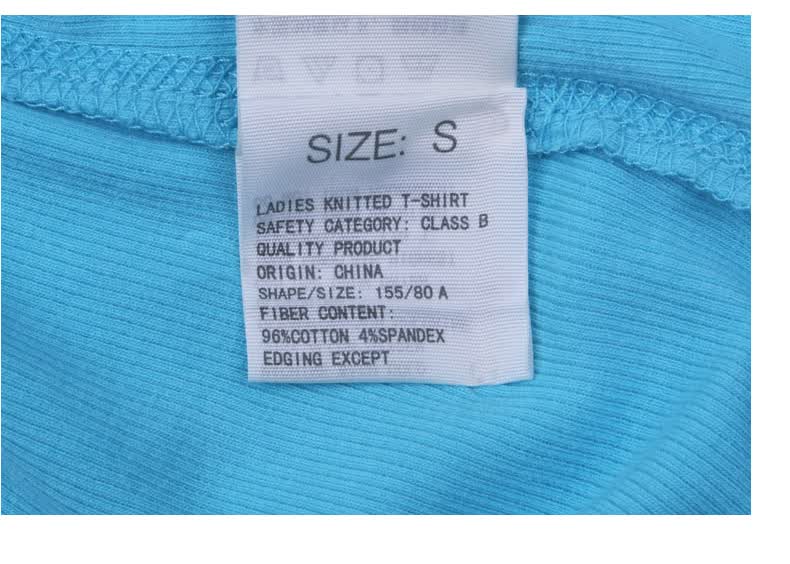 SIZE: S
LADIES KNITTED T-SHIRT
SAFETY CATEGORY: CLASS B
QUALITY PRODUCT
ORIGIN: CHINA
SHAPE/SIZE: 155/80 A
FIBER CONTENT:
96%COTTON 4%SPANDEX
EDGING EXCEPT